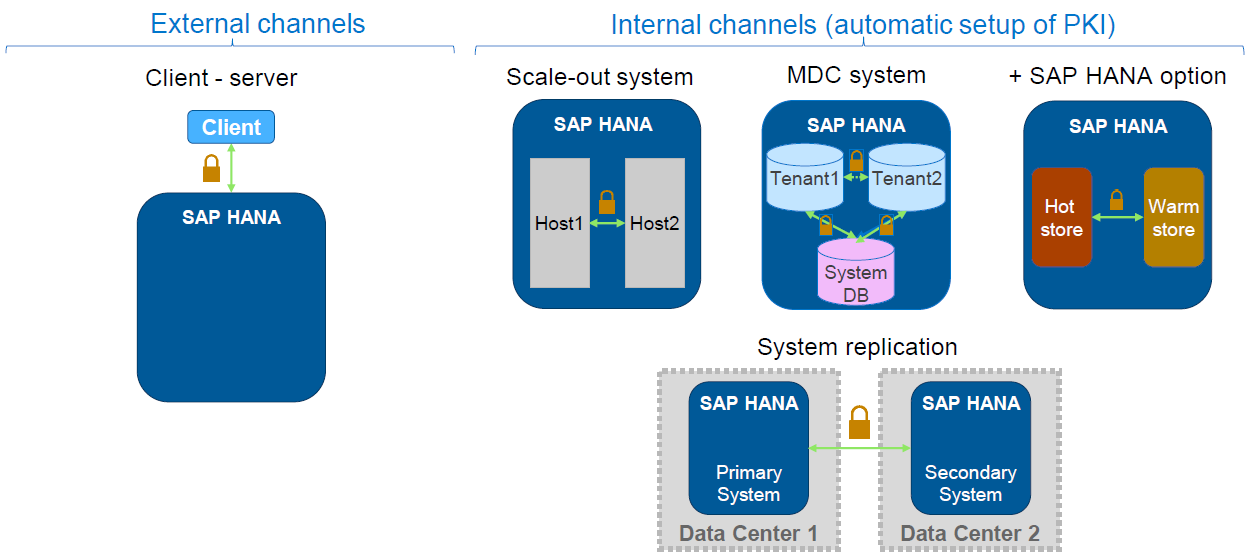 External channels
Internal channels (automatic setup of PKI)
Client - server
Client
SAP HANA
Scale-out system
SAP HANA
Host1
Host2
MDC system
SAP HANA
Tenant1
Tenant2
System
DB
+ SAP HANA option
SAP HANA
Hot
store
Warm
store
System replication
SAP HANA
Primary
System
Data Center 1
SAP HANA
Secondary
System
Data Center 2